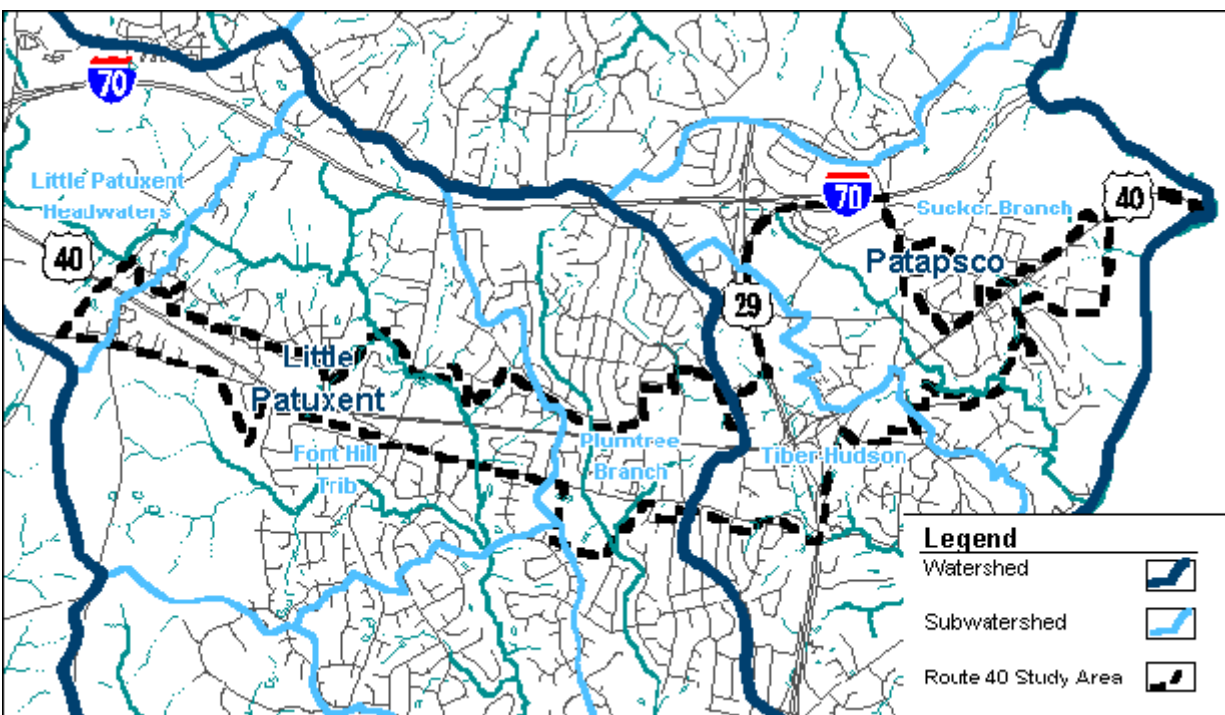 70
Little Patuxent
Headwaters
40
70
40
Sucker Branch
Patapsco
29
Little
Patuxent
Font Hill
Trib
Plumtree
Branch
Tiber-Hudson
Legend
Watershed
Subwatershed
Route 40 Study Area